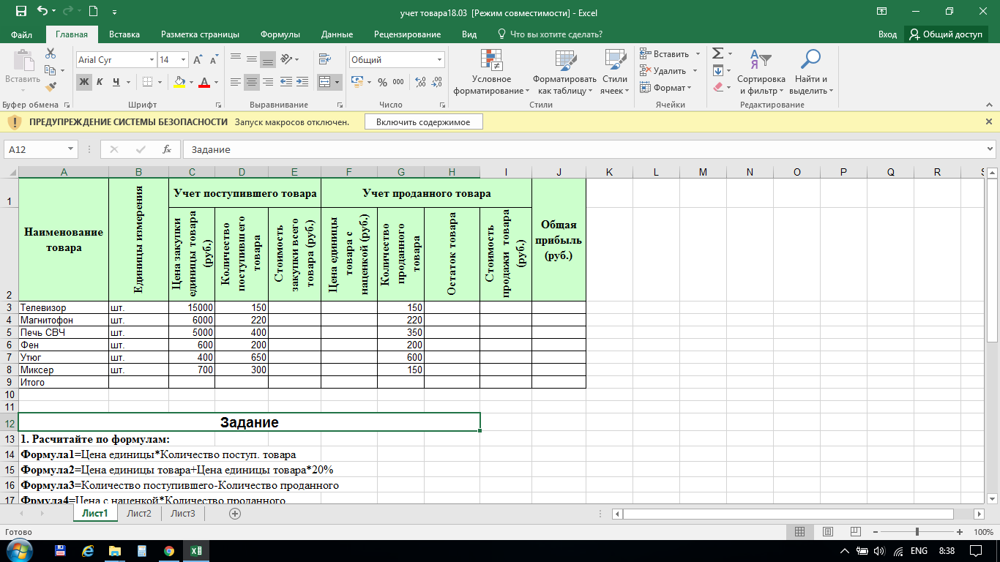 учет товара18.03 [Режим совместимости] - Excel
Файл Главная Вставка Разметка страницы Формулы Данные Рецензирование Вид Что вы хотите сделать? Вход Общий доступ
Вставить
Arial Cyr 14
Ж К Ч
Общий
% 000
Условное форматирование
Форматировать как таблицу
Стили ячеек
Вставить
Удалить
Формат
Сортировка и фильтр
Найти и выделить
Буфер обмена Шрифт Выравнивание Число Стили Ячейки Редактирование
ПРЕДУПРЕЖДЕНИЕ СИСТЕМЫ БЕЗОПАСНОСТИ Запуск макросов отключен. Включить содержимое
A12 fx Задание
A B C D E F G H I J K L M N O P Q R S
1 Учет поступившего товара Учет проданного товара
2 Наименование товара
Единицы измерения
Цена закупки единицы товара (руб.)
Количество поступившего товара
Стоимость закупки всего товара (руб.)
Цена единицы товара с наценкой (руб.)
Количество проданного товара
Остаток товара
Стоимость продажи товара (руб.)
Общая прибыль (руб.)
3 Телевизор шт. 15000 150 150
4 Магнитофон шт. 6000 220 220
5 Печь СВЧ шт. 5000 400 350
6 Фен шт. 600 200 200
7 Утюг шт. 400 650 600
8 Миксер шт. 700 300 150
9 Итого
10
11
12 Задание
13 1. Расчитайте по формулам:
14 Формула1=Цена единицы*Количество поступ. товара
15 Формула2=Цена единицы товара+Цена единицы товара*20%
16 Формула3=Количество поступившего-Количество проданного
17 Фрмула4=Цена с наценкой*Количество проданного
Лист1 Лист2 Лист3
Готово 100%
ENG 8:38